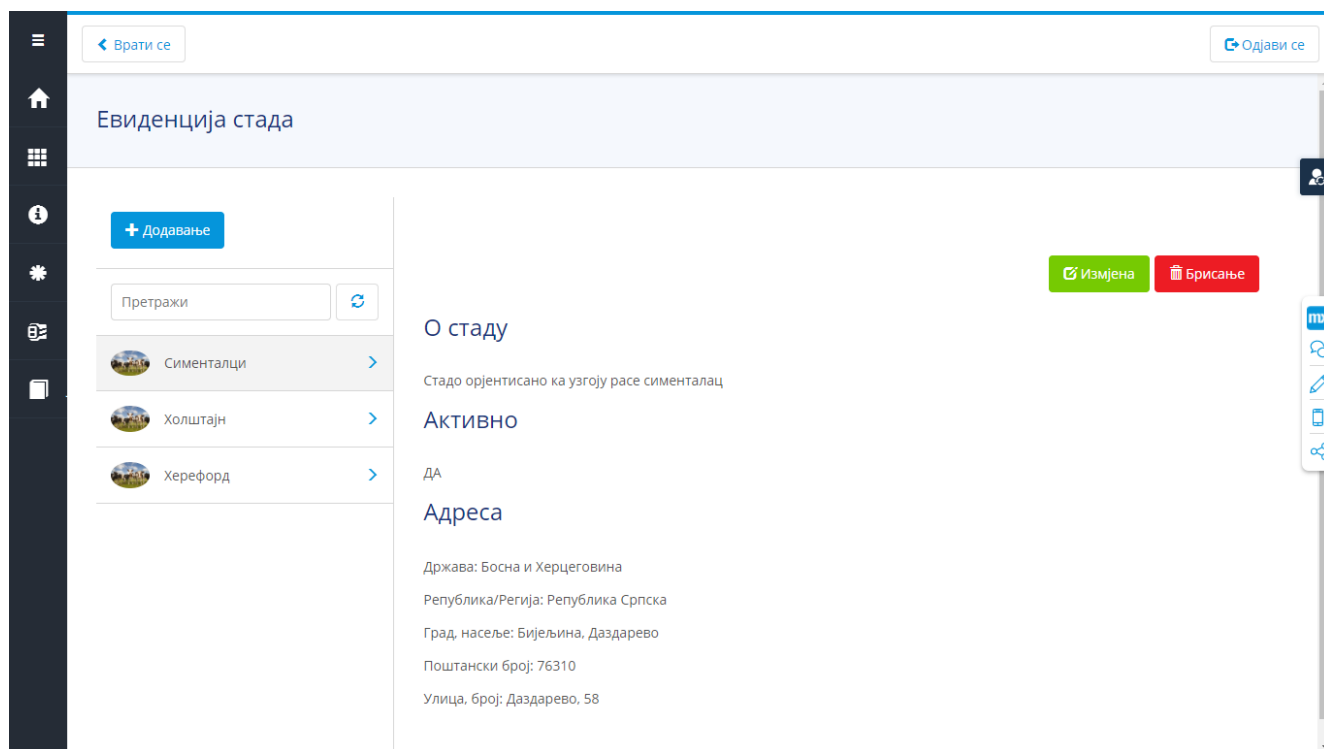 Врати се
Одјави се
Евиденција стада
Додавање
Измјена
Брисање
Претражи
Сименталци
Холштајн
Херефорд
О стаду
Стадо орјентисано ка узгоју расе сименталац
Активно
ДА
Адреса
Држава: Босна и Херцеговина
Република/Регија: Република Српска
Град, насеље: Бијељина, Даздарево
Поштански број: 76310
Улица, број: Даздарево, 58
mx